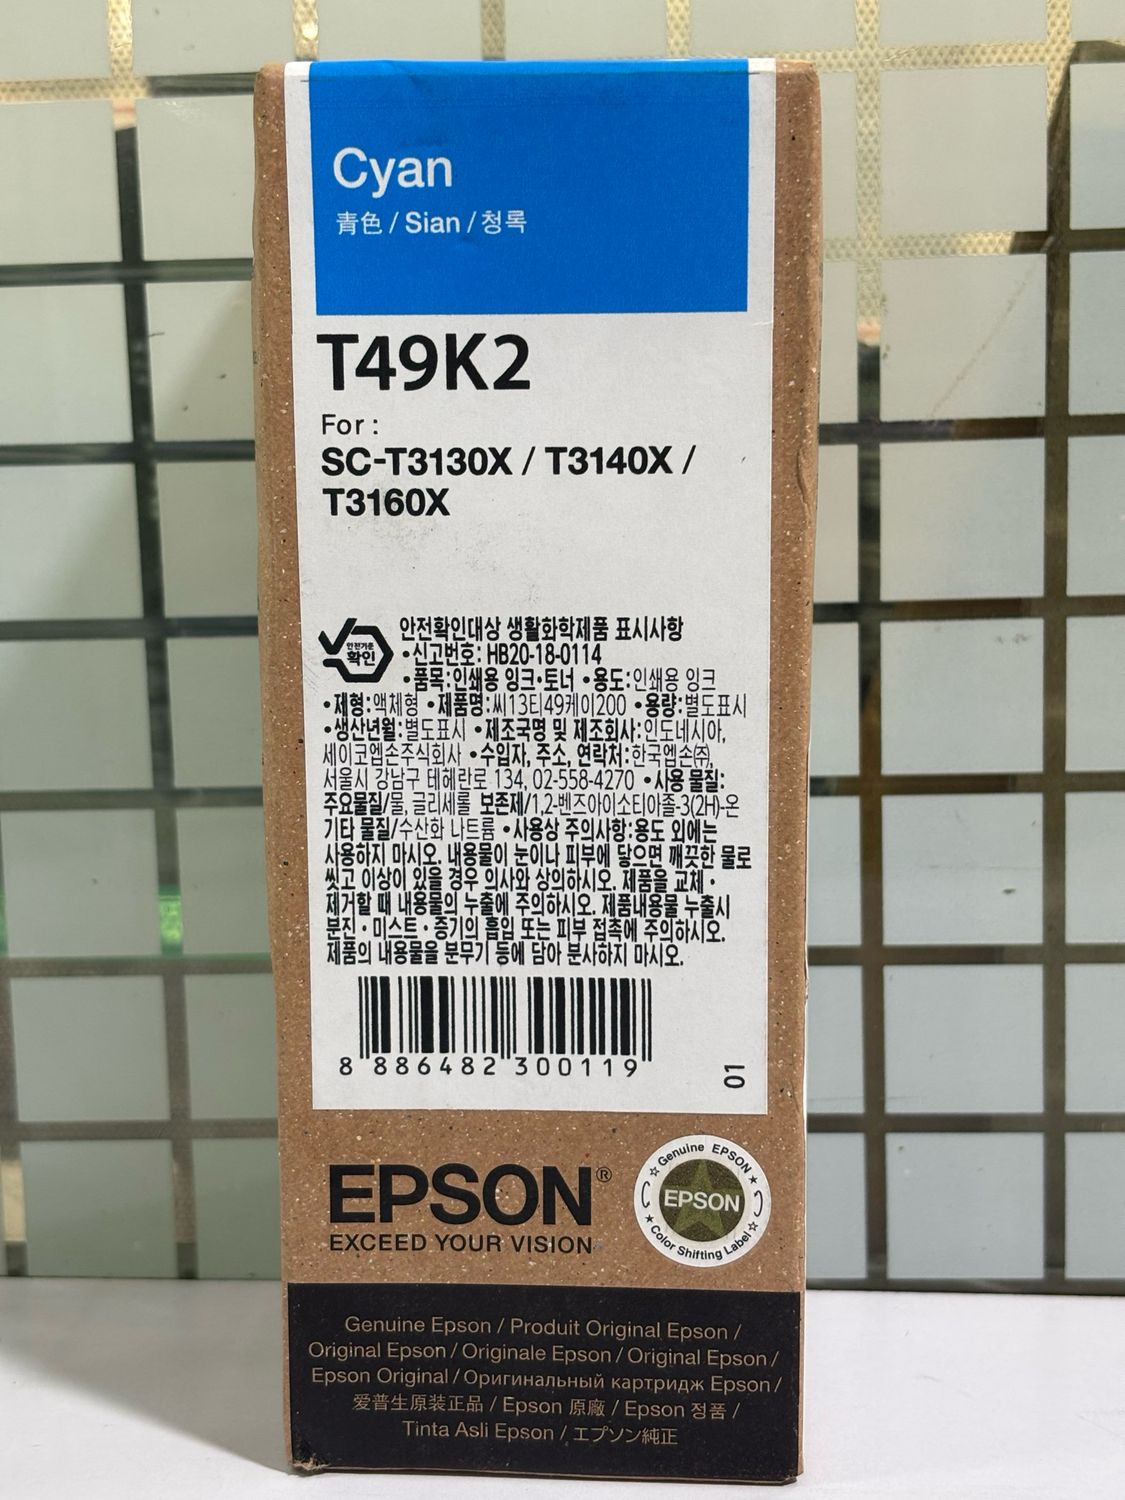 Cyan
青色 / Sian / 청록
T49K2
For :
SC-T3130X / T3140X /
T3160X
안전기준
확인
안전확인대상 생활화학제품 표시사항
•신고번호: HB20-18-0114
•품목:인쇄용 잉크·토너 •용도:인쇄용 잉크
•제형:액체형 •제품명:씨13티49케이200 •용량:별도표시
•생산년월:별도표시 •제조국명 및 제조회사:인도네시아,
세이코엡손주식회사 •수입자, 주소, 연락처:한국엡손㈜,
서울시 강남구 테헤란로 134, 02-558-4270 •사용 물질:
주요물질/물, 글리세롤 보존제/1,2-벤즈아이소티아졸-3(2H)-온
기타 물질/수산화 나트륨 •사용상 주의사항:용도 외에는
사용하지 마시오. 내용물이 눈이나 피부에 닿으면 깨끗한 물로
씻고 이상이 있을 경우 의사와 상의하시오. 제품을 교체·
제거할 때 내용물의 누출에 주의하시오. 제품내용물 누출시
분진·미스트·증기의 흡입 또는 피부 접촉에 주의하시오.
제품의 내용물을 분무기 등에 담아 분사하지 마시오.
8 886482 300119
01
EPSON®
EXCEED YOUR VISION
Genuine EPSON
EPSON
Color Shifting Label
Genuine Epson / Produit Original Epson /
Original Epson / Originale Epson / Original Epson /
Epson Original / Оригинальный картридж Epson /
爱普生原装正品 / Epson 原廠 / Epson 정품 /
Tinta Asli Epson / エプソン純正